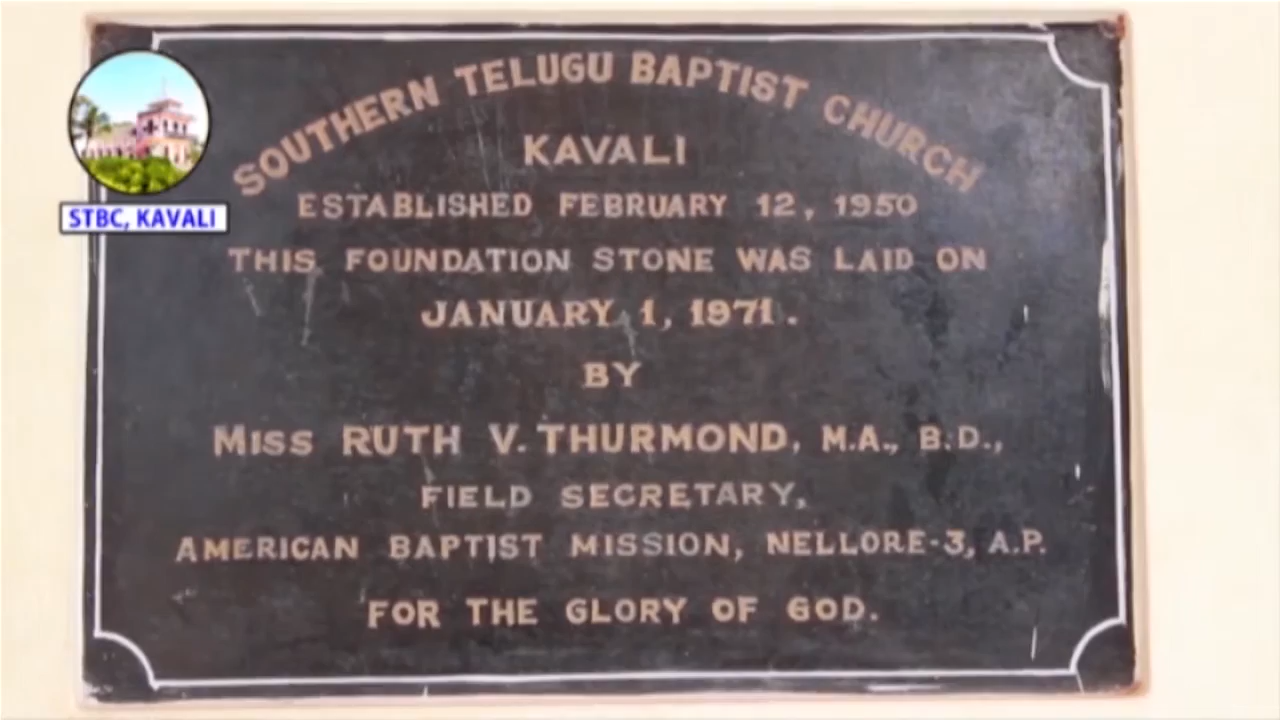 SOUTHERN TELUGU BAPTIST CHURCH
KAVALI
ESTABLISHED FEBRUARY 12, 1950
THIS FOUNDATION STONE WAS LAID ON
JANUARY 1, 1971.
BY
MISS RUTH V. THURMOND, M.A., B.D.,
FIELD SECRETARY,
AMERICAN BAPTIST MISSION, NELLORE-3, A.P.
FOR THE GLORY OF GOD.
STBC, KAVALI